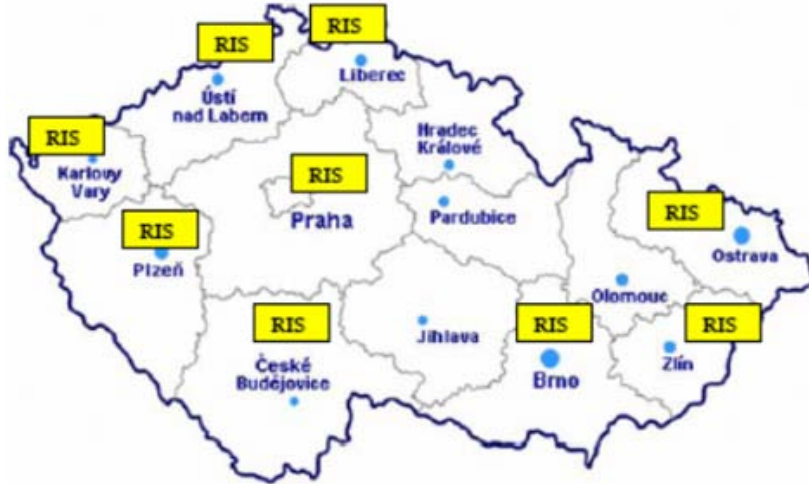 RIS
RIS
Liberec
Ústí
nad Labem
RIS
Karlovy
Vary
Hradec
Králové
RIS
Praha
Pardubice
RIS
Plzeň
RIS
Ostrava
Olomouc
RIS
České
Budějovice
Jihlava
RIS
Brno
RIS
Zlín